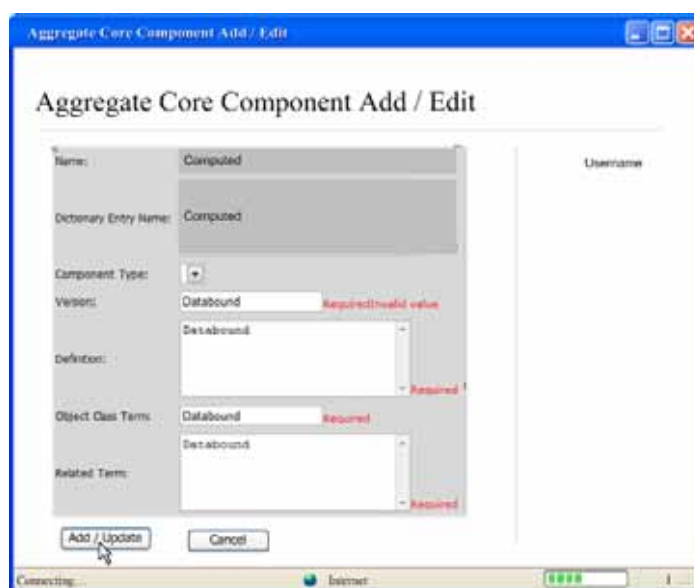 Aggregate Core Component Add / Edit
Aggregate Core Component Add / Edit
Name: Computed
Username
Dictionary Entry Name: Computed
Component Type:
Version: Databound RequiredInvalid value
Databound
Definition:
Required
Object Class Term: Databound Required
Databound
Related Term:
Required
Add / Update Cancel
Connecting... Internet